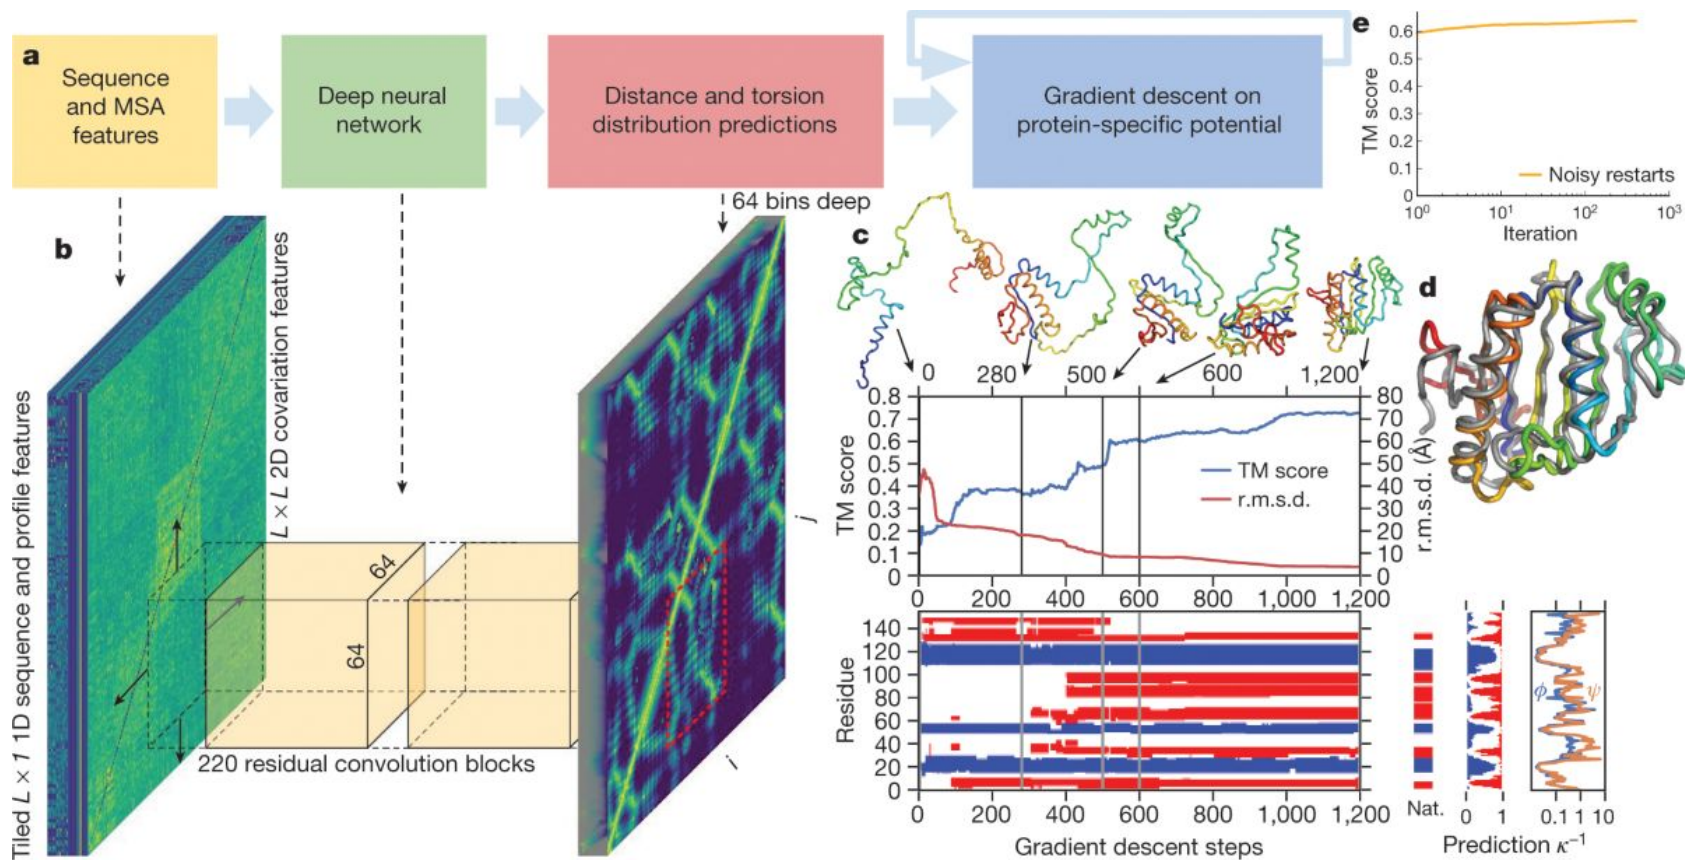 a
Sequence
and MSA
features
Deep neural
network
Distance and torsion
distribution predictions
Gradient descent on
protein-specific potential
e
TM score
0.6
0.5
0.4
0.3
0.2
0.1
0
Noisy restarts
10⁰ 10¹ 10² 10³
Iteration
b
Tiled L × 1 1D sequence and profile features
L × L 2D covariation features
64
64
220 residual convolution blocks
64 bins deep
j
i
c
0 280 500 600 1,200
TM score
0.8
0.7
0.6
0.5
0.4
0.3
0.2
0.1
0
TM score
r.m.s.d.
80
70
60
50
40
30
20
10
0
r.m.s.d. (Å)
0 200 400 600 800 1,000 1,200
Residue
140
120
100
80
60
40
20
0
0 200 400 600 800 1,000 1,200
Gradient descent steps
d
Nat.
0 1
ϕ ψ
0.1 1 10
Prediction κ⁻¹